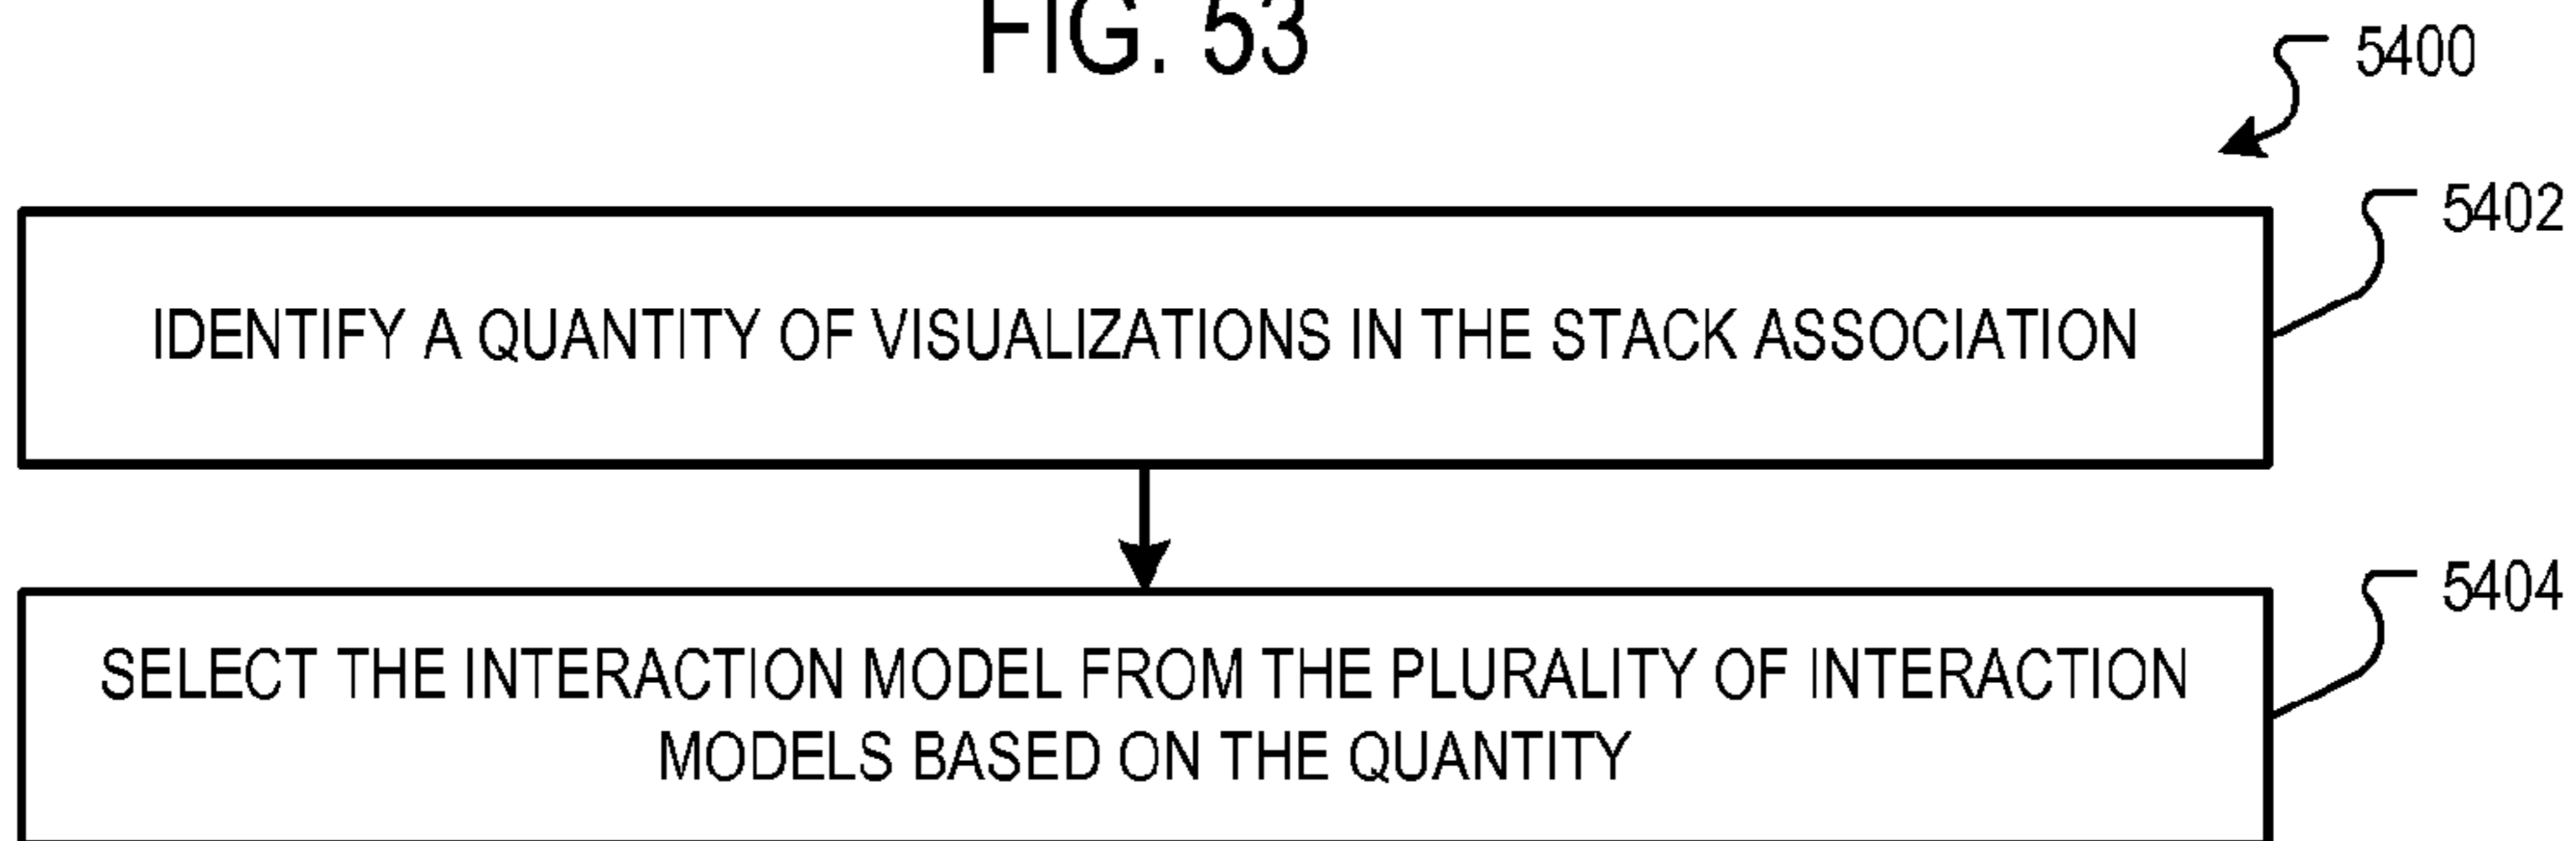 FIG. 53
5400
5402
IDENTIFY A QUANTITY OF VISUALIZATIONS IN THE STACK ASSOCIATION
5404
SELECT THE INTERACTION MODEL FROM THE PLURALITY OF INTERACTION
MODELS BASED ON THE QUANTITY